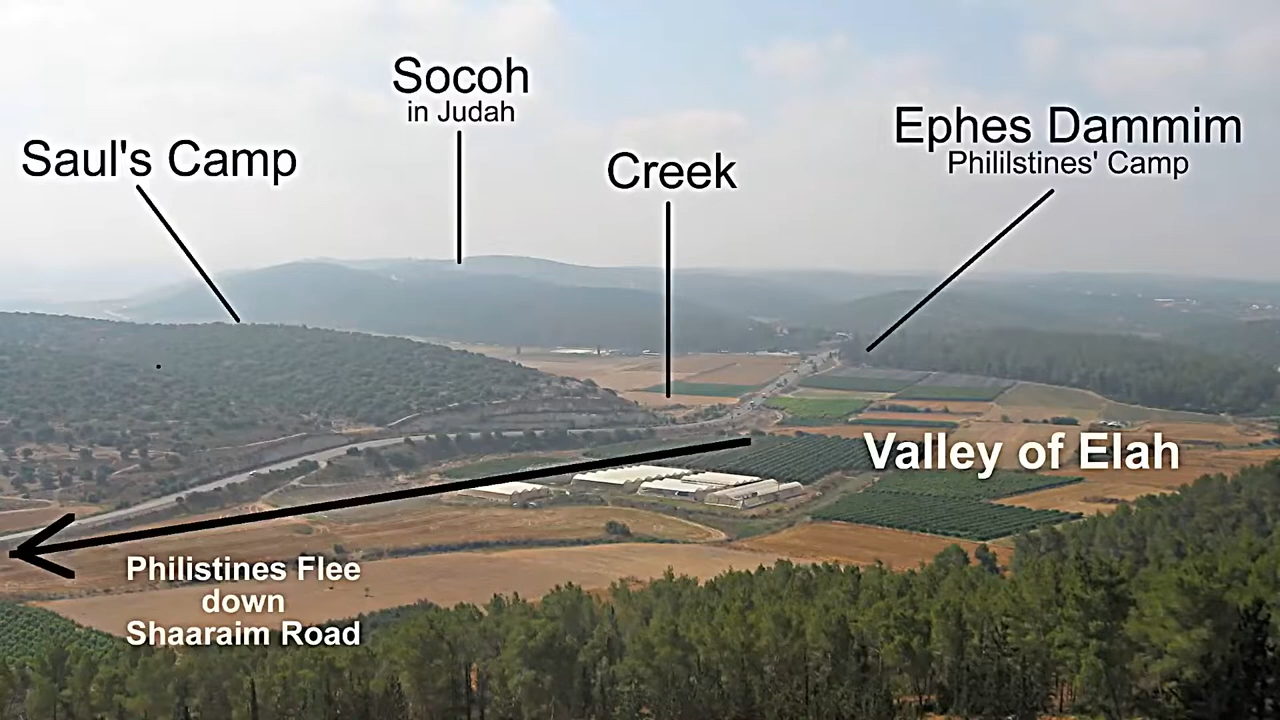 Socoh
in Judah
Saul's Camp
Creek
Ephes Dammim
Phililstines' Camp
Valley of Elah
Philistines Flee
down
Shaaraim Road